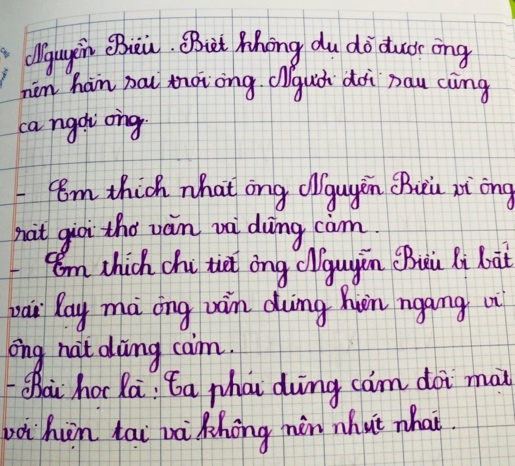 Nguyễn Biểu. Biết không dụ dỗ được ông
nên hắn sai trói ông. Người đời sau cũng
ca ngợi ông.
- Em thích nhất ông Nguyễn Biểu vì ông
rất giỏi thơ văn và dũng cảm.
- Em thích chi tiết ông Nguyễn Biểu bị bắt
vái lạy mà ông vẫn đứng hiên ngang vì
ông rất dũng cảm.
- Bài học là: Ta phải dũng cảm đối mặt
với hiện tại và không nên nhút nhát.